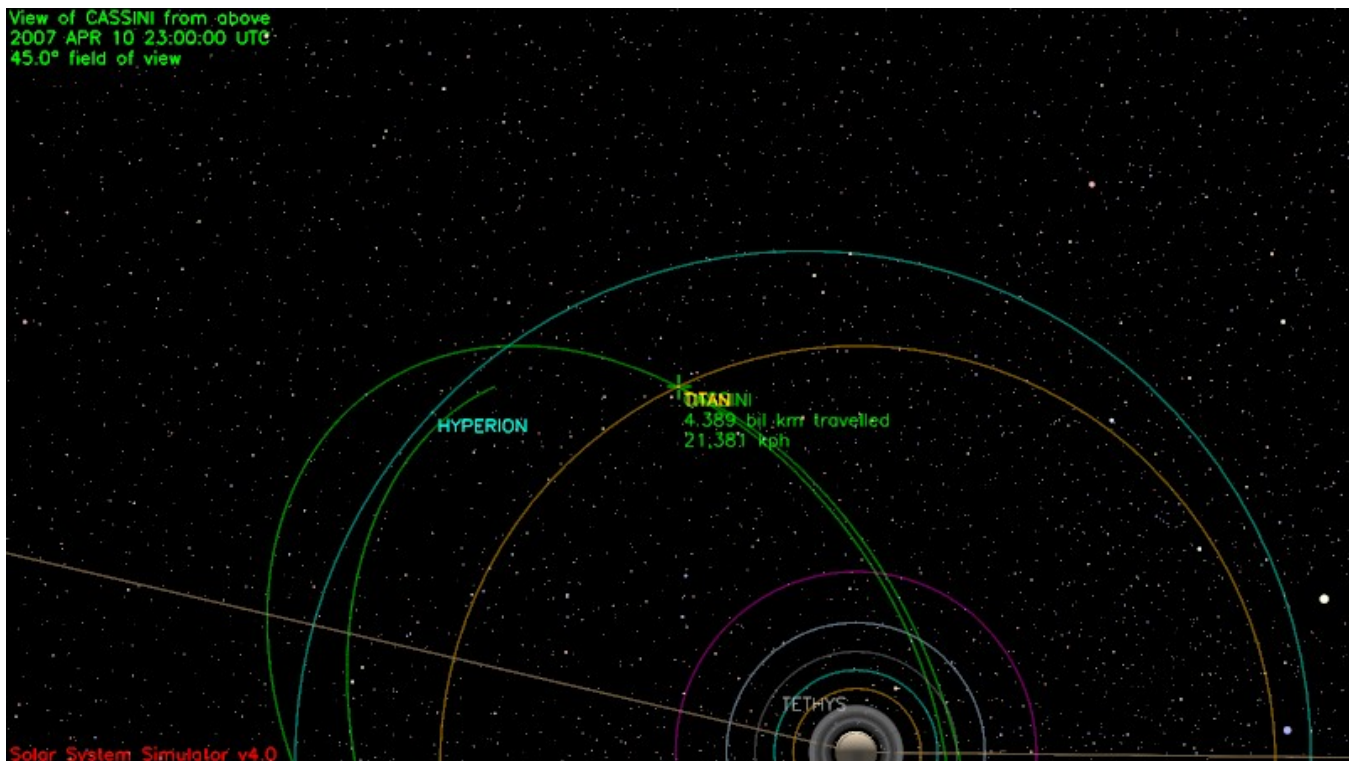 View of CASSINI from above
2007 APR 10 23:00:00 UTC
45.0° field of view
HYPERION
TITAN
4.389 bil km travelled
21,381 kph
TETHYS
Solar System Simulator v4.0